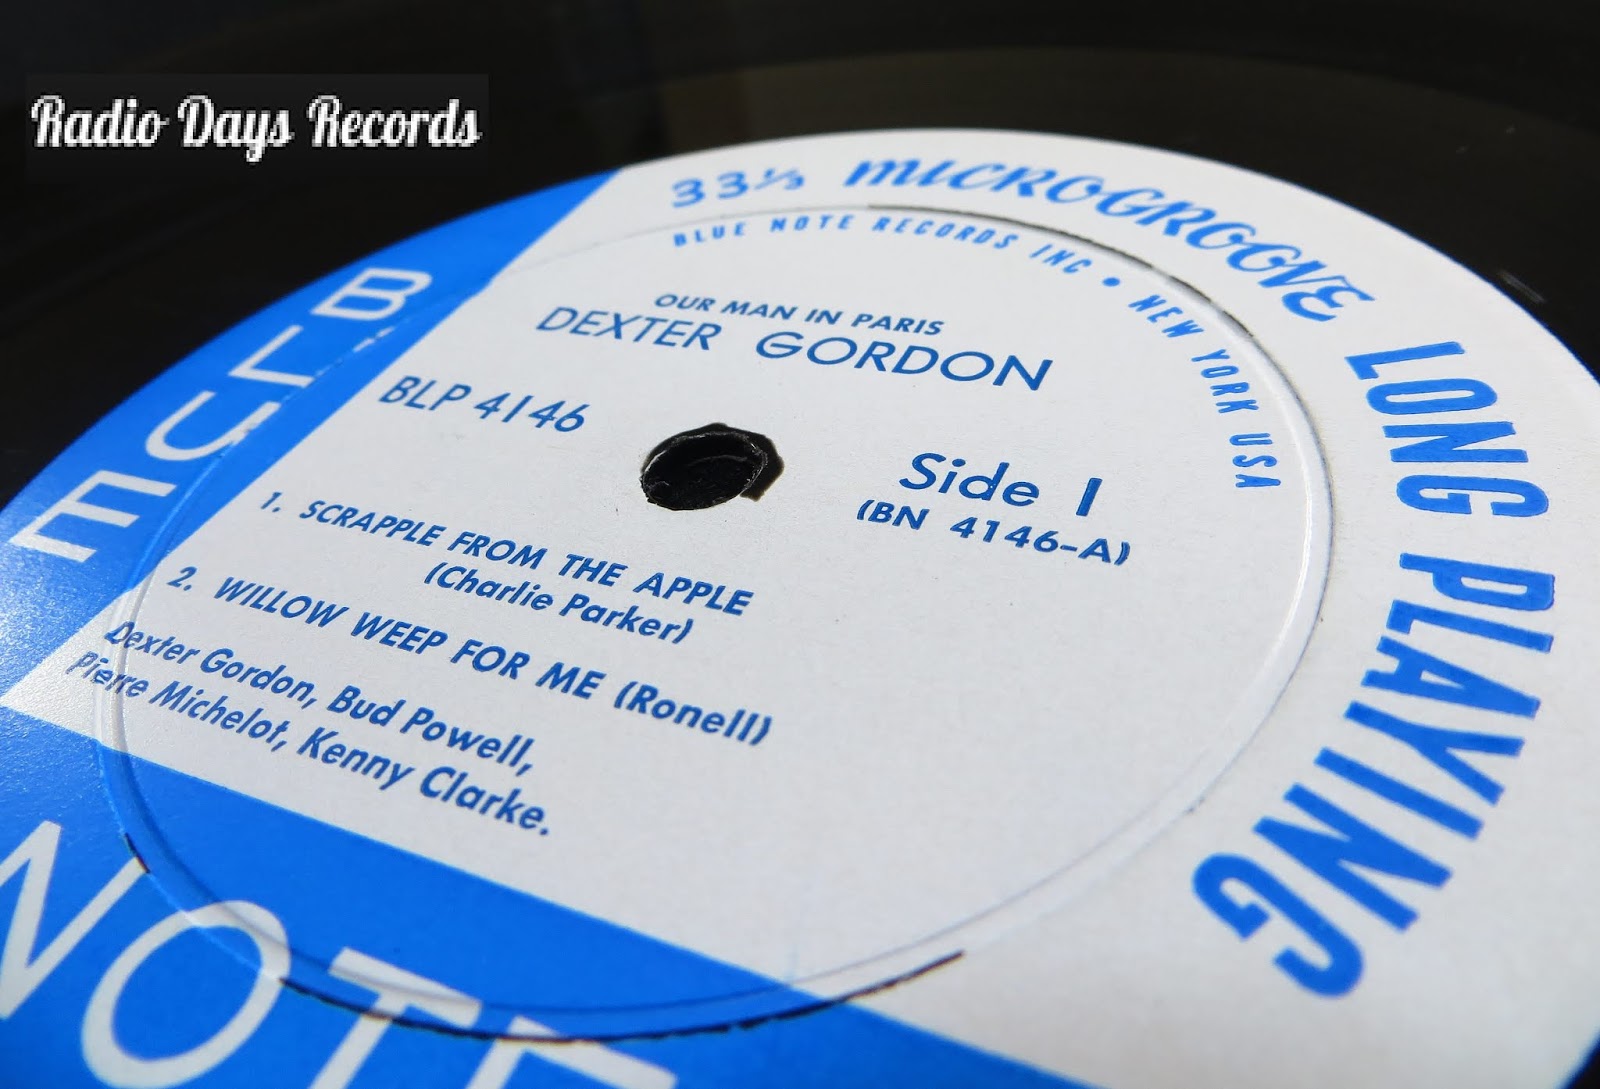 Radio Days Records
33⅓ MICROGROOVE LONG PLAYING
BLUE NOTE RECORDS INC • NEW YORK USA
BLUE
NOTE
OUR MAN IN PARIS
DEXTER GORDON
BLP 4146
Side 1
(BN 4146-A)
1. SCRAPPLE FROM THE APPLE
(Charlie Parker)
2. WILLOW WEEP FOR ME (Ronell)
Dexter Gordon, Bud Powell,
Pierre Michelot, Kenny Clarke.